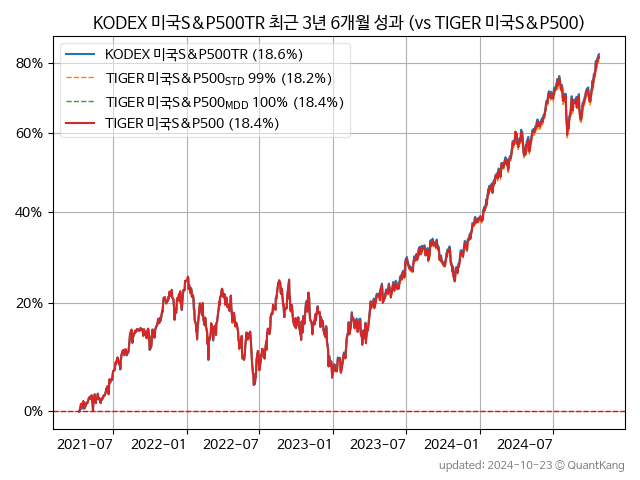 KODEX 미국S&P500TR 최근 3년 6개월 성과 (vs TIGER 미국S&P500)
KODEX 미국S&P500TR (18.6%)
TIGER 미국S&P500STD 99% (18.2%)
TIGER 미국S&P500MDD 100% (18.4%)
TIGER 미국S&P500 (18.4%)
80%
60%
40%
20%
0%
2021-07 2022-01 2022-07 2023-01 2023-07 2024-01 2024-07
updated: 2024-10-23 © QuantKang